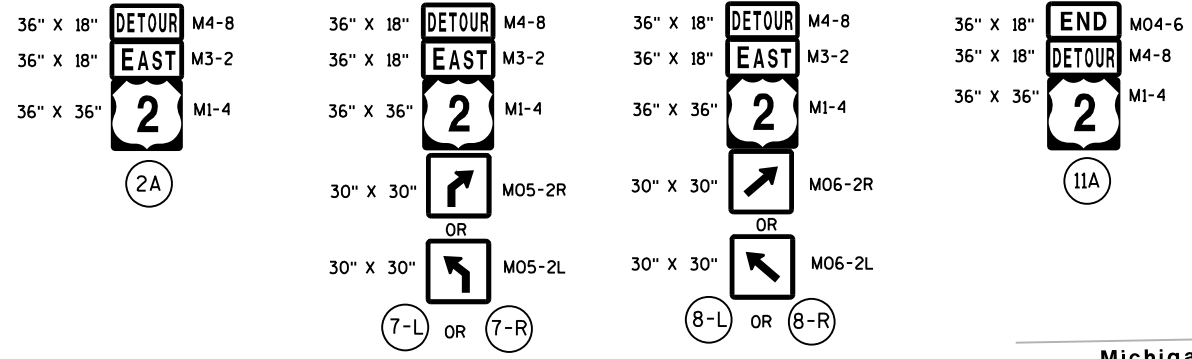 36" X 18" DETOUR M4-8
36" X 18" EAST M3-2
36" X 36" 2 M1-4
2A
36" X 18" DETOUR M4-8
36" X 18" EAST M3-2
36" X 36" 2 M1-4
30" X 30" M05-2R
OR
30" X 30" M05-2L
7-L OR 7-R
36" X 18" DETOUR M4-8
36" X 18" EAST M3-2
36" X 36" 2 M1-4
30" X 30" M06-2R
OR
30" X 30" M06-2L
8-L OR 8-R
36" X 18" END M04-6
36" X 18" DETOUR M4-8
36" X 36" 2 M1-4
11A